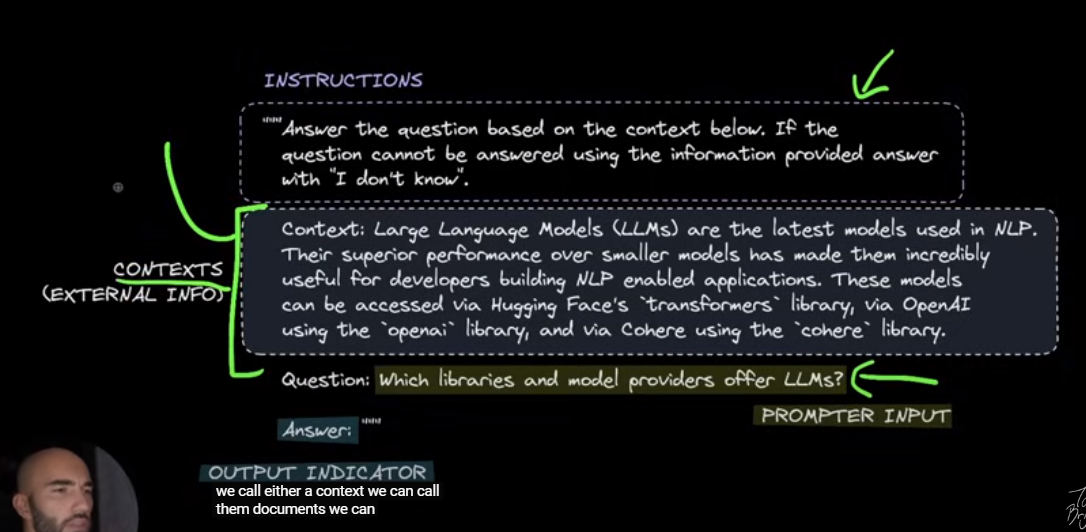 INSTRUCTIONS
"""Answer the question based on the context below. If the
question cannot be answered using the information provided answer
with "I don't know".
Context: Large Language Models (LLMs) are the latest models used in NLP.
Their superior performance over smaller models has made them incredibly
useful for developers building NLP enabled applications. These models
can be accessed via Hugging Face's `transformers` library, via OpenAI
using the `openai` library, and via Cohere using the `cohere` library.
CONTEXTS
(EXTERNAL INFO)
Question: Which libraries and model providers offer LLMs?
PROMPTER INPUT
Answer: """
OUTPUT INDICATOR
we call either a context we can call
them documents we can